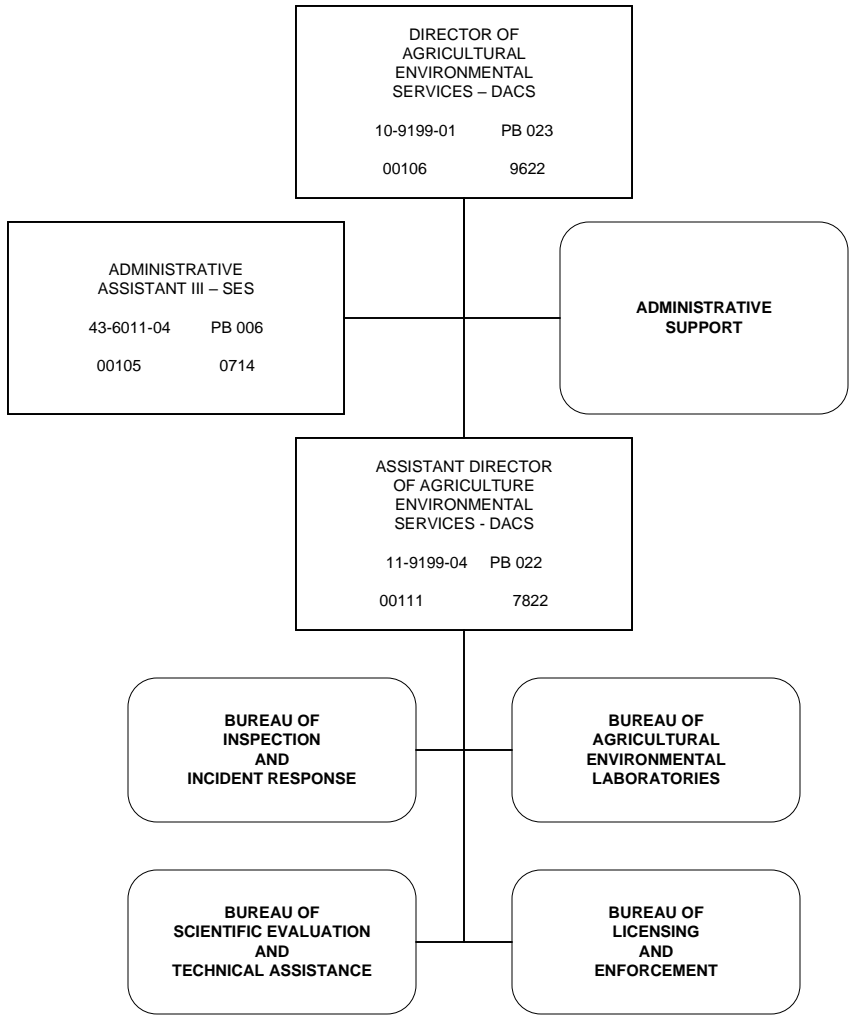 DIRECTOR OF
AGRICULTURAL
ENVIRONMENTAL
SERVICES – DACS
10-9199-01 PB 023
00106 9622
ADMINISTRATIVE
ASSISTANT III – SES
43-6011-04 PB 006
00105 0714
ADMINISTRATIVE
SUPPORT
ASSISTANT DIRECTOR
OF AGRICULTURE
ENVIRONMENTAL
SERVICES - DACS
11-9199-04 PB 022
00111 7822
BUREAU OF
INSPECTION
AND
INCIDENT RESPONSE
BUREAU OF
AGRICULTURAL
ENVIRONMENTAL
LABORATORIES
BUREAU OF
SCIENTIFIC EVALUATION
AND
TECHNICAL ASSISTANCE
BUREAU OF
LICENSING
AND
ENFORCEMENT